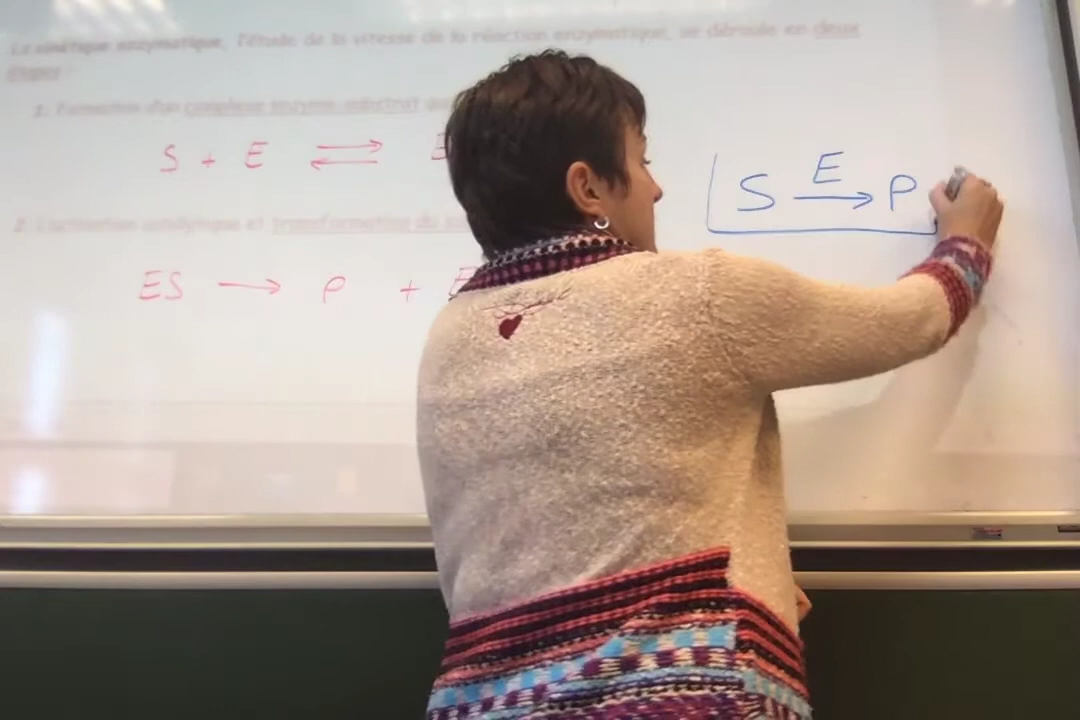 La cinétique enzymatique, l'étude de la vitesse de la réaction enzymatique, se déroule en deux
étapes
1. Formation d'un complexe enzyme-substrat
S + E ⇌ E
S E→ P
2. L'activation catalytique et transformation du
ES → P + E